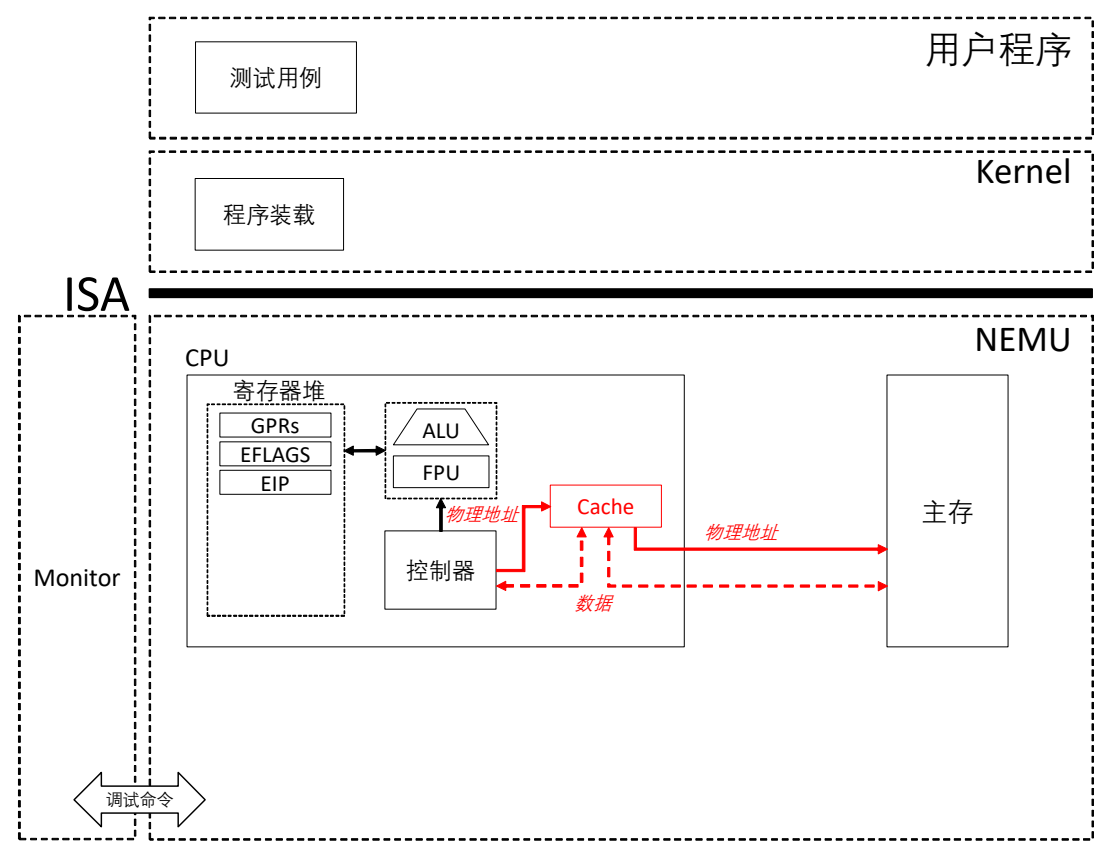 用户程序
测试用例
Kernel
程序装载
ISA
NEMU
CPU
寄存器堆
GPRs
EFLAGS
EIP
ALU
FPU
物理地址
Cache
物理地址
主存
控制器
数据
Monitor
调试命令